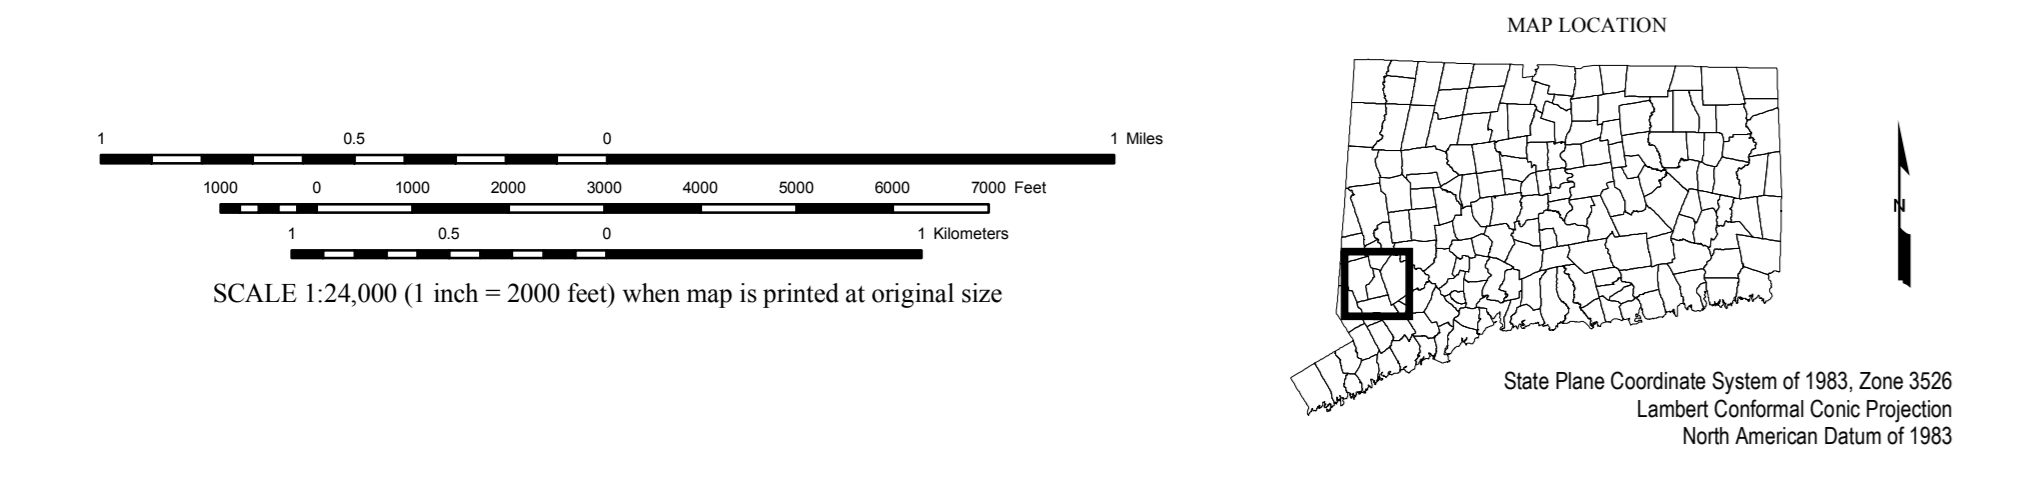 MAP LOCATION
1 0.5 0 1 Miles
1000 0 1000 2000 3000 4000 5000 6000 7000 Feet
1 0.5 0 1 Kilometers
SCALE 1:24,000 (1 inch = 2000 feet) when map is printed at original size
N
State Plane Coordinate System of 1983, Zone 3526
Lambert Conformal Conic Projection
North American Datum of 1983